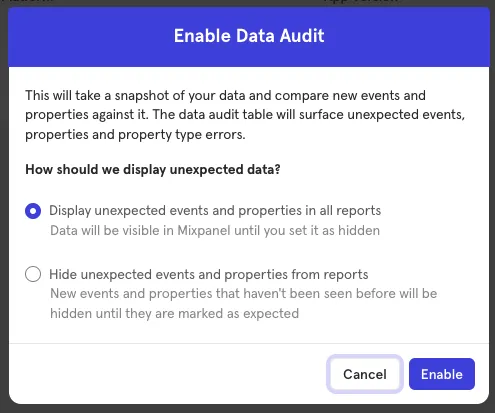 Enable Data Audit
This will take a snapshot of your data and compare new events and
properties against it. The data audit table will surface unexpected events,
properties and property type errors.
How should we display unexpected data?
Display unexpected events and properties in all reports
Data will be visible in Mixpanel until you set it as hidden
Hide unexpected events and properties from reports
New events and properties that haven't been seen before will be
hidden until they are marked as expected
Cancel
Enable